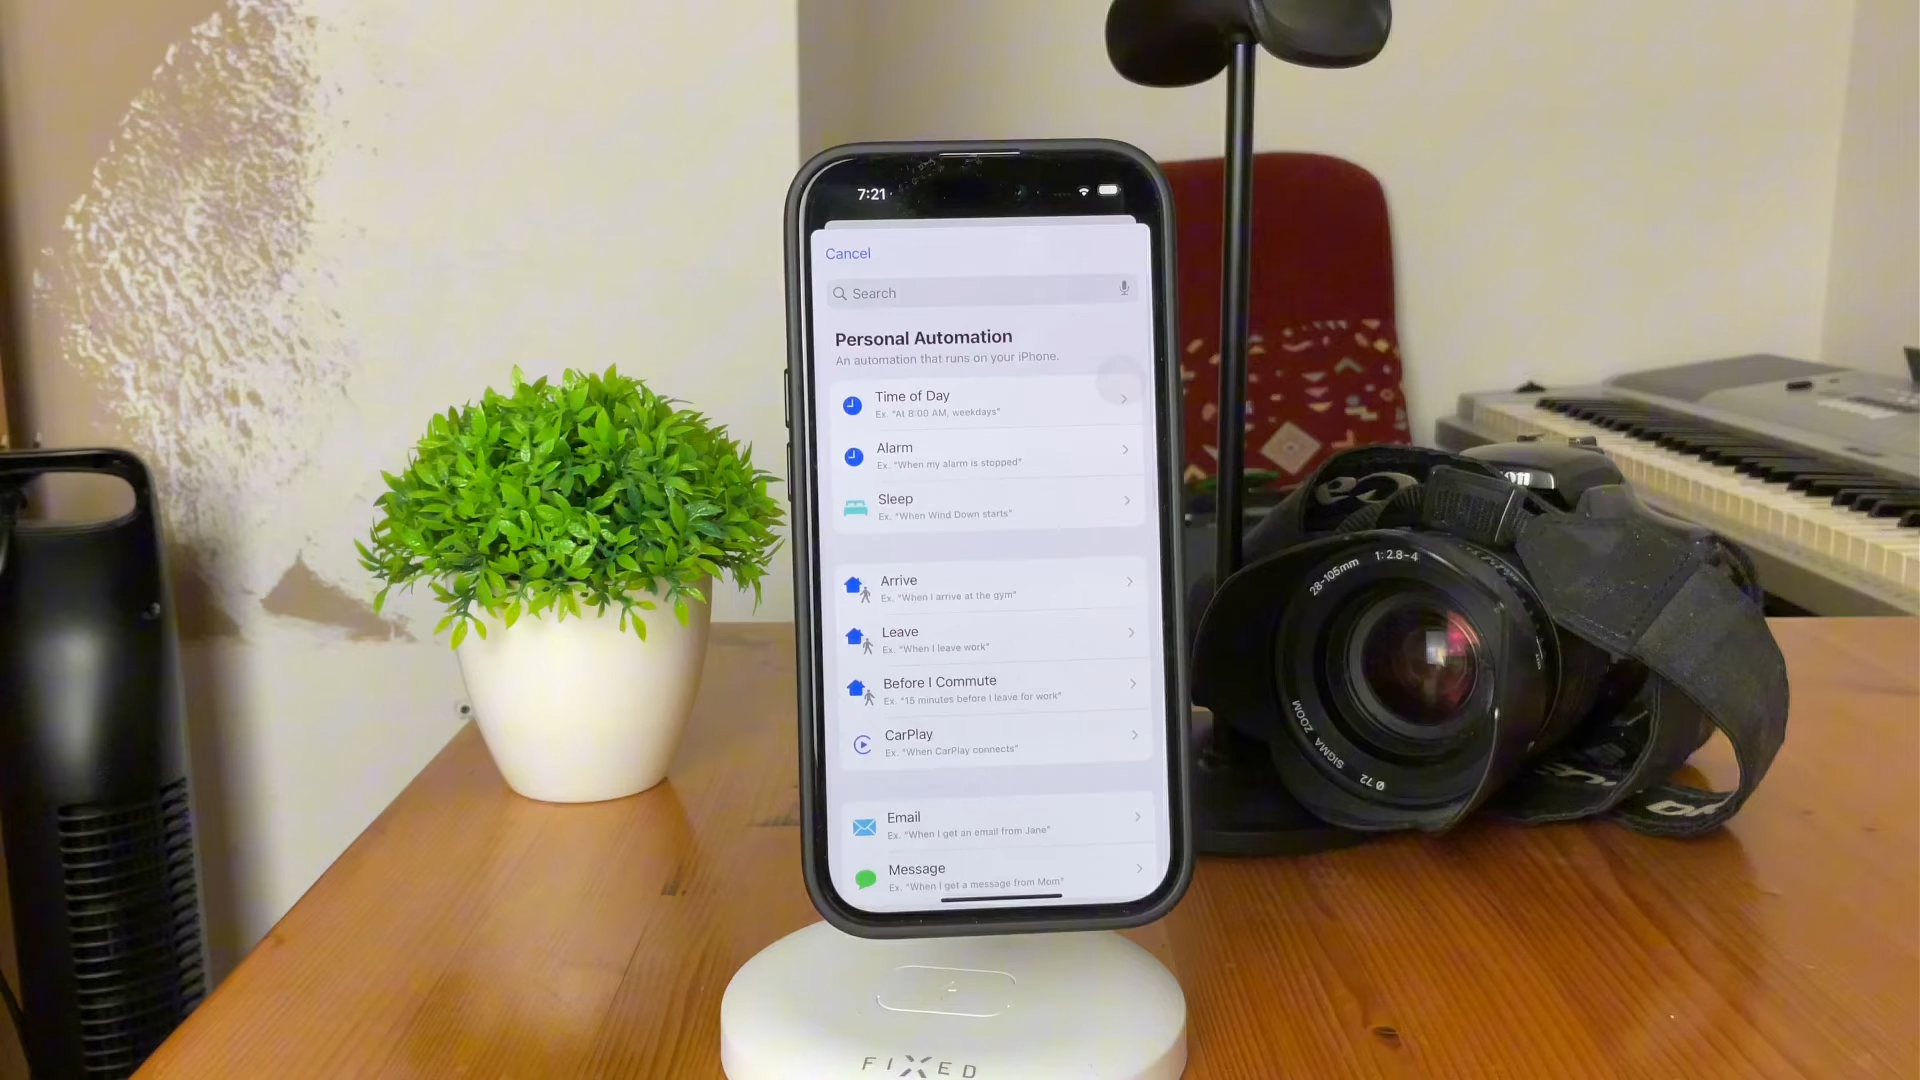 7:21
Cancel
Search
Personal Automation
An automation that runs on your iPhone.
Time of Day
Ex. "At 8:00 AM, weekdays"
Alarm
Ex. "When my alarm is stopped"
Sleep
Ex. "When Wind Down starts"
Arrive
Ex. "When I arrive at the gym"
Leave
Ex. "When I leave work"
Before I Commute
Ex. "15 minutes before I leave for work"
CarPlay
Ex. "When CarPlay connects"
Email
Ex. "When I get an email from Jane"
Message
Ex. "When I get a message from Mom"
28-105mm 1:2.8-4
SIGMA ZOOM
Ø 72
FIXED